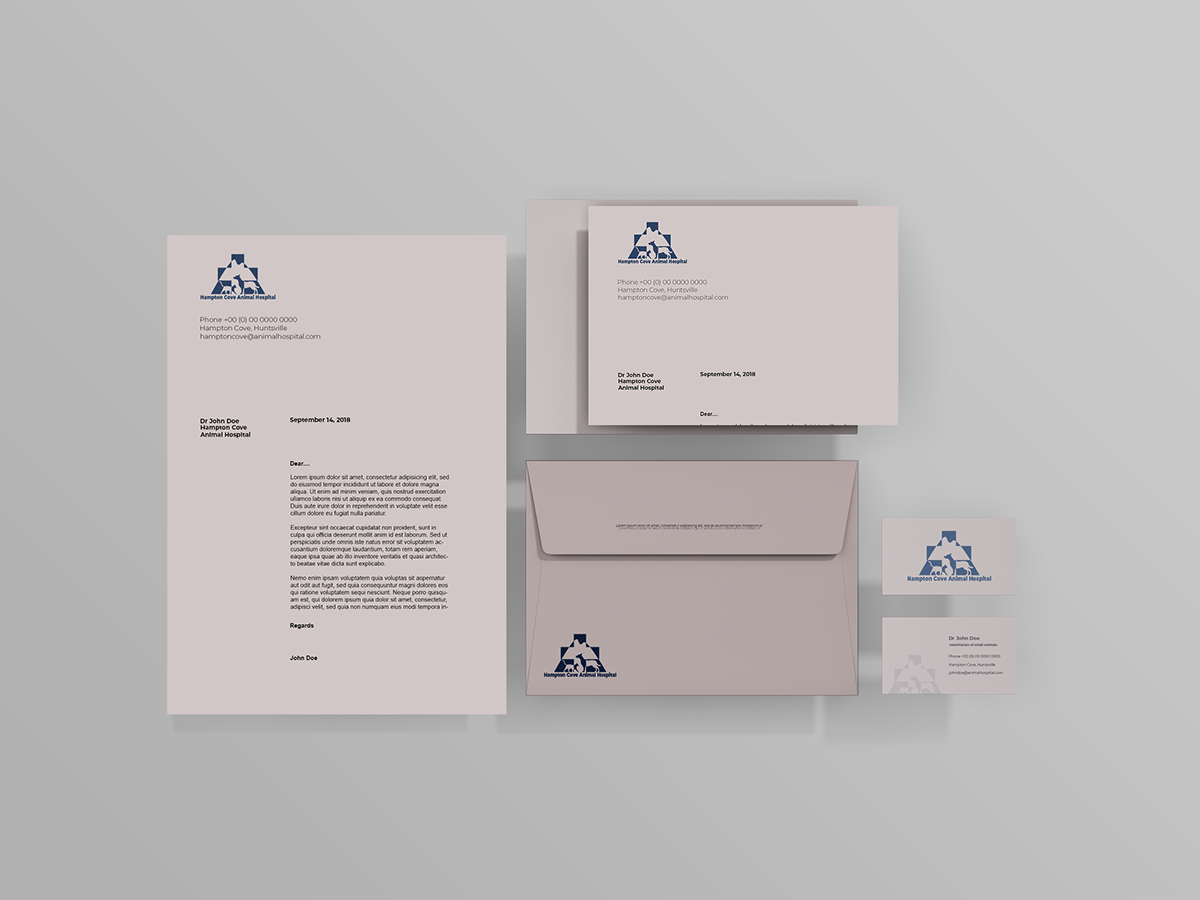 Hampton Cove Animal Hospital
Phone +00 (0) 00 0000 0000
Hampton Cove, Huntsville
hamptoncove@animalhospital.com
Dr John Doe
Hampton Cove
Animal Hospital
September 14, 2018
Dear....
Lorem ipsum dolor sit amet, consectetur adipisicing elit, sed
do eiusmod tempor incididunt ut labore et dolore magna
aliqua. Ut enim ad minim veniam, quis nostrud exercitation
ullamco laboris nisi ut aliquip ex ea commodo consequat.
Duis aute irure dolor in reprehenderit in voluptate velit esse
cillum dolore eu fugiat nulla pariatur.
Excepteur sint occaecat cupidatat non proident, sunt in
culpa qui officia deserunt mollit anim id est laborum. Sed ut
perspiciatis unde omnis iste natus error sit voluptatem ac-
cusantium doloremque laudantium, totam rem aperiam,
eaque ipsa quae ab illo inventore veritatis et quasi architec-
to beatae vitae dicta sunt explicabo.
Nemo enim ipsam voluptatem quia voluptas sit aspernatur
aut odit aut fugit, sed quia consequuntur magni dolores eos
qui ratione voluptatem sequi nesciunt. Neque porro quisqu-
am est, qui dolorem ipsum quia dolor sit amet, consectetur,
adipisci velit, sed quia non numquam eius modi tempora in-
Regards
John Doe
Hampton Cove Animal Hospital
Phone +00 (0) 00 0000 0000
Hampton Cove, Huntsville
hamptoncove@animalhospital.com
Dr John Doe
Hampton Cove
Animal Hospital
September 14, 2018
Dear....
Hampton Cove Animal Hospital
Hampton Cove Animal Hospital
Dr John Doe
Phone +00 (0) 00 0000 0000
Hampton Cove, Huntsville
johndoe@animalhospital.com